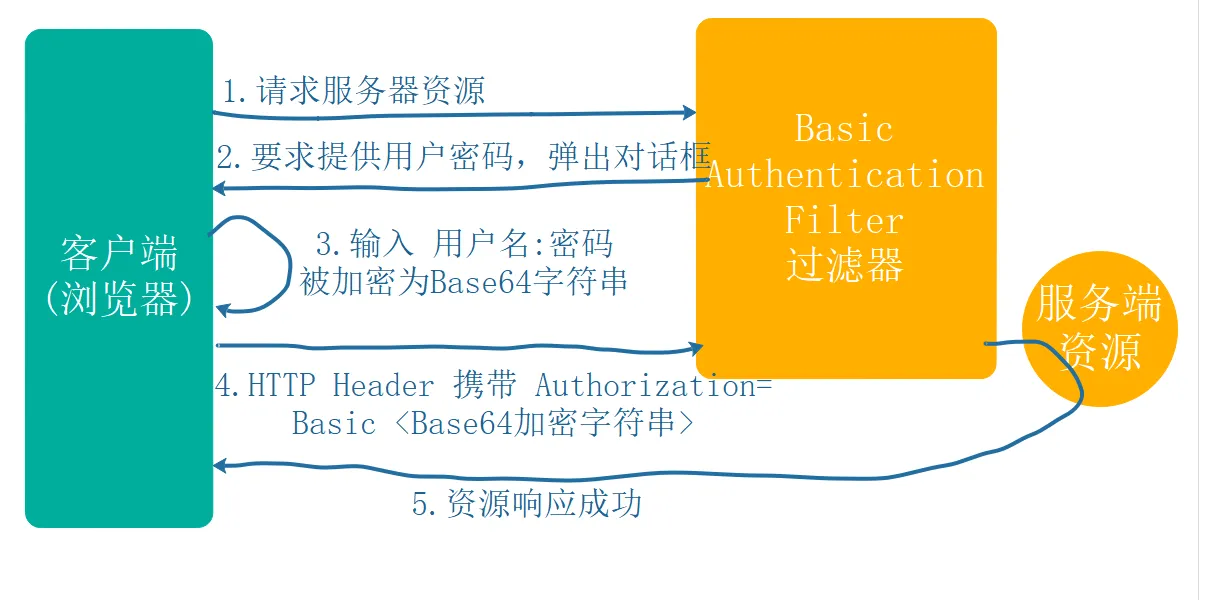 客户端
(浏览器)
1.请求服务器资源
2.要求提供用户密码，弹出对话框
3.输入 用户名:密码
被加密为Base64字符串
4.HTTP Header 携带 Authorization=
Basic <Base64加密字符串>
5.资源响应成功
Basic
Authentication
Filter
过滤器
服务端
资源